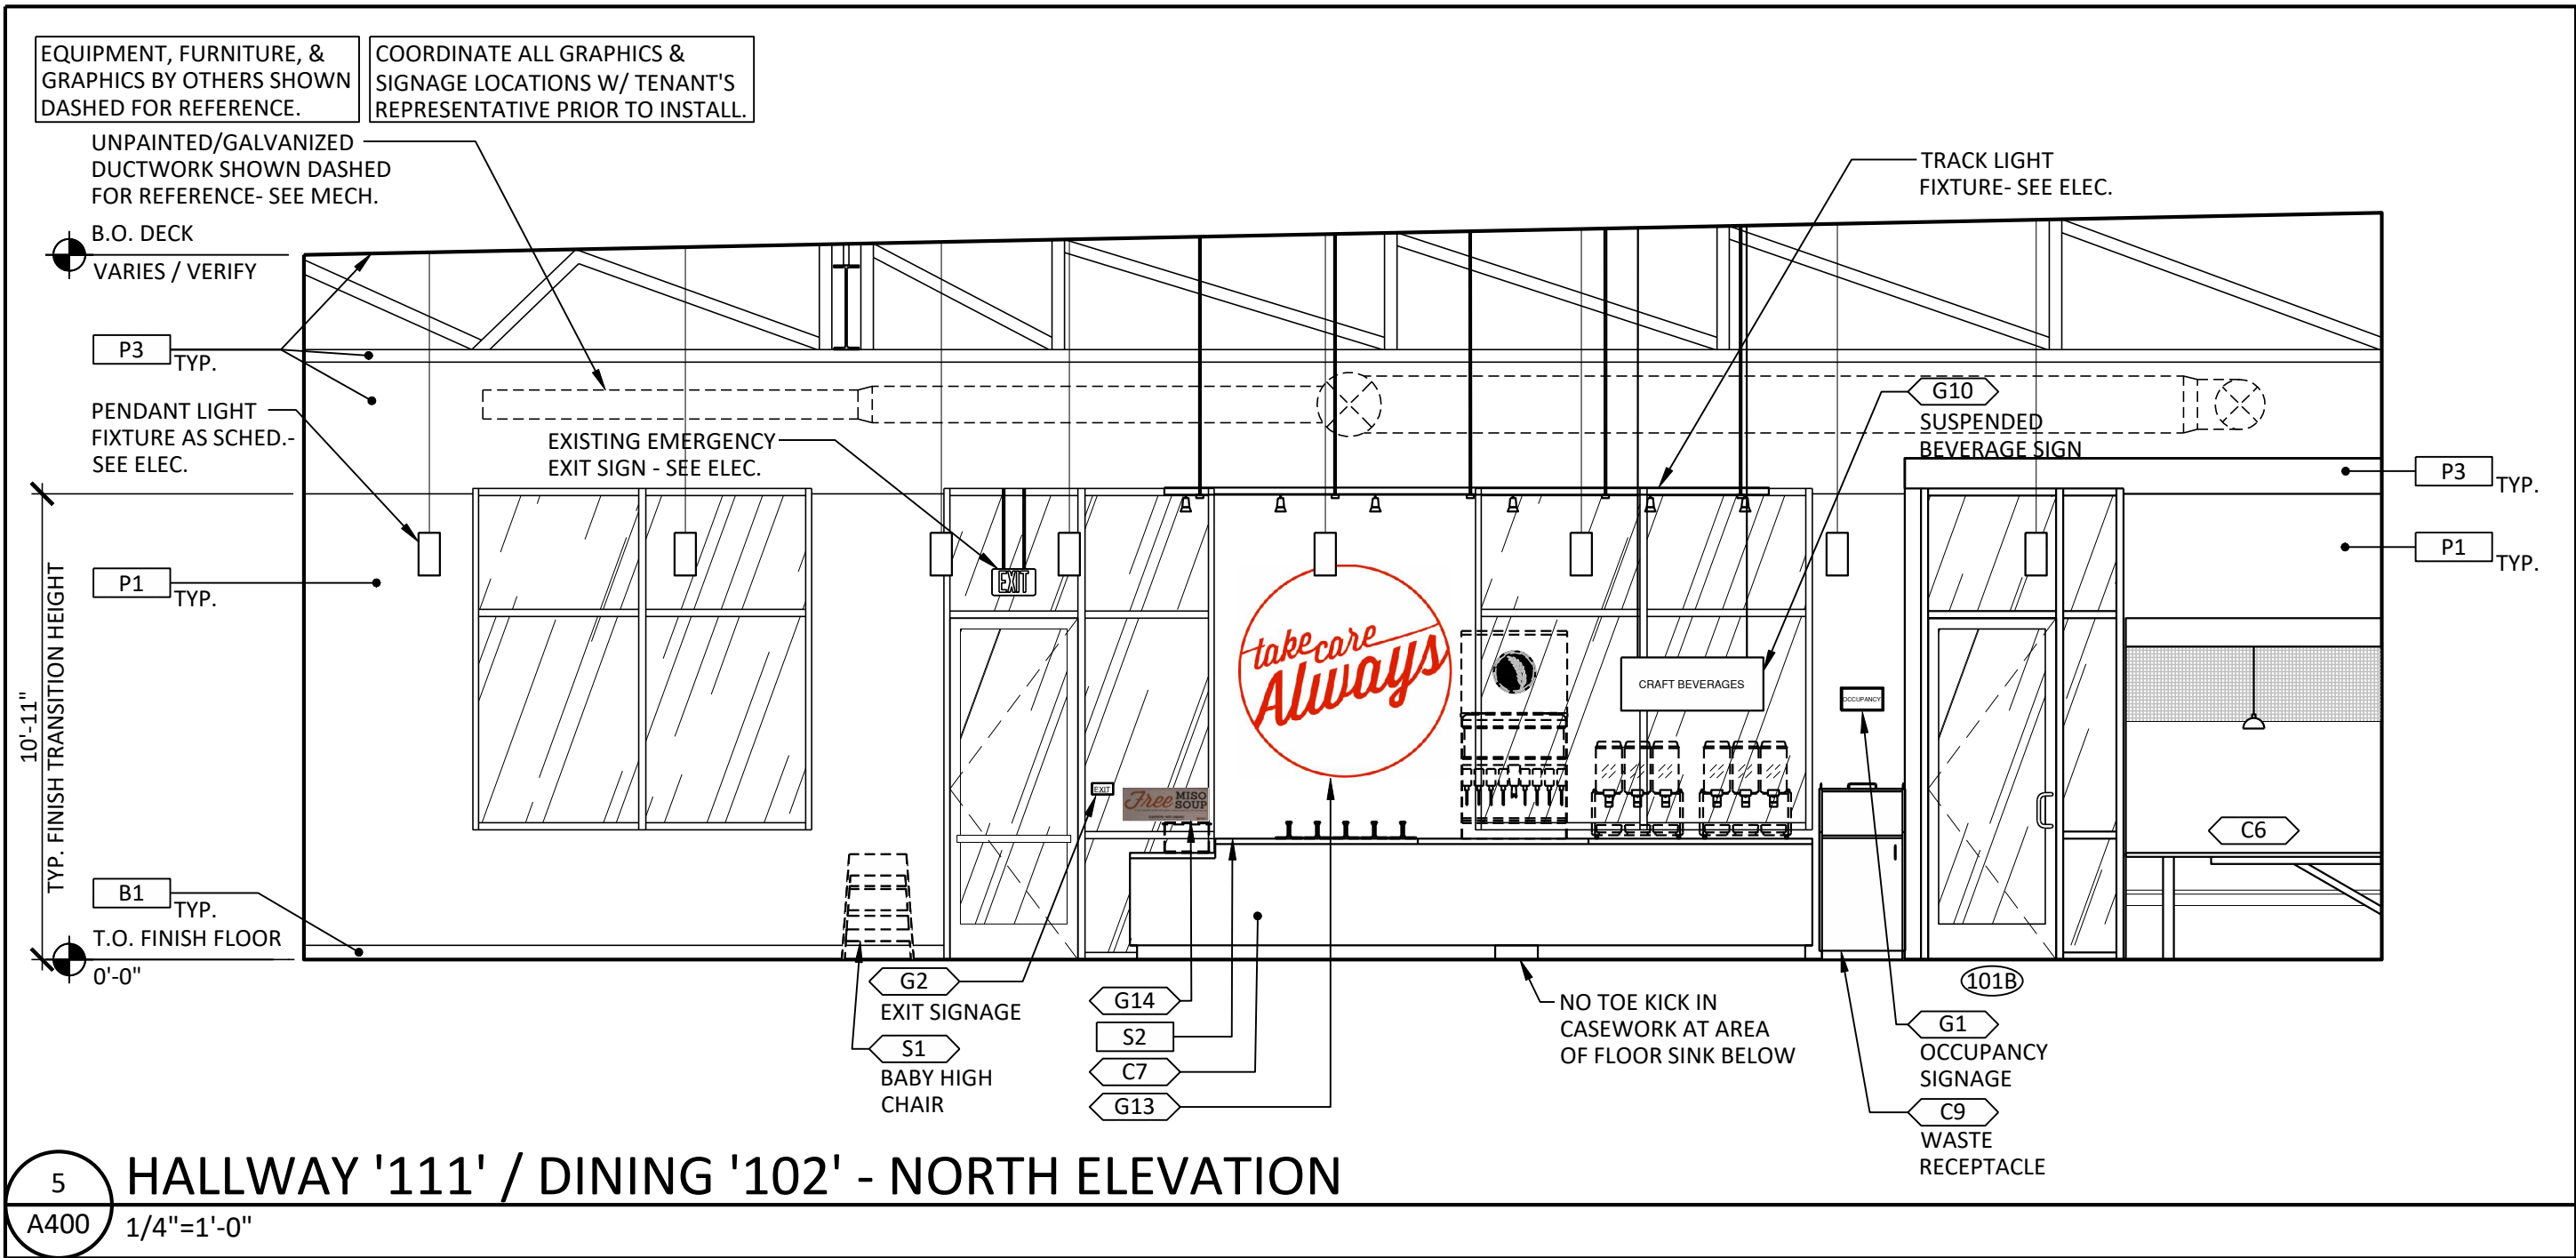 EQUIPMENT, FURNITURE, &
GRAPHICS BY OTHERS SHOWN
DASHED FOR REFERENCE.
COORDINATE ALL GRAPHICS &
SIGNAGE LOCATIONS W/ TENANT'S
REPRESENTATIVE PRIOR TO INSTALL.
UNPAINTED/GALVANIZED
DUCTWORK SHOWN DASHED
FOR REFERENCE- SEE MECH.
TRACK LIGHT
FIXTURE- SEE ELEC.
B.O. DECK
VARIES / VERIFY
P3
TYP.
PENDANT LIGHT
FIXTURE AS SCHED.-
SEE ELEC.
EXISTING EMERGENCY
EXIT SIGN - SEE ELEC.
G10
SUSPENDED
BEVERAGE SIGN
P3
TYP.
P1
TYP.
EXIT
P1
TYP.
10'-11"
TYP. FINISH TRANSITION HEIGHT
take care
Always
CRAFT BEVERAGES
OCCUPANCY
EXIT
Free MISO
SOUP
C6
B1
TYP.
T.O. FINISH FLOOR
0'-0"
G2
EXIT SIGNAGE
S1
BABY HIGH
CHAIR
G14
S2
C7
G13
NO TOE KICK IN
CASEWORK AT AREA
OF FLOOR SINK BELOW
101B
G1
OCCUPANCY
SIGNAGE
C9
WASTE
RECEPTACLE
5
A400
HALLWAY '111' / DINING '102' - NORTH ELEVATION
1/4"=1'-0"